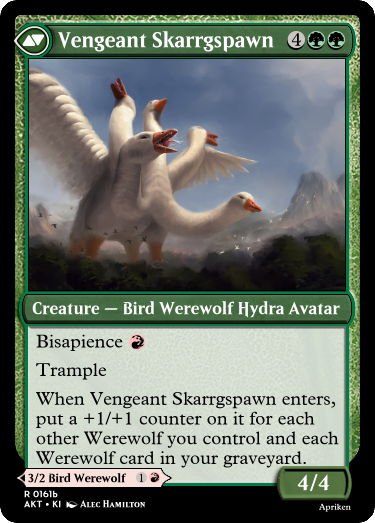 Vengeant Skarrgspawn 4
Creature — Bird Werewolf Hydra Avatar
Bisapience
Trample
When Vengeant Skarrgspawn enters,
put a +1/+1 counter on it for each
other Werewolf you control and each
Werewolf card in your graveyard.
3/2 Bird Werewolf 1
4/4
R 0161b
AKT • KI Alec Hamilton
Apriken